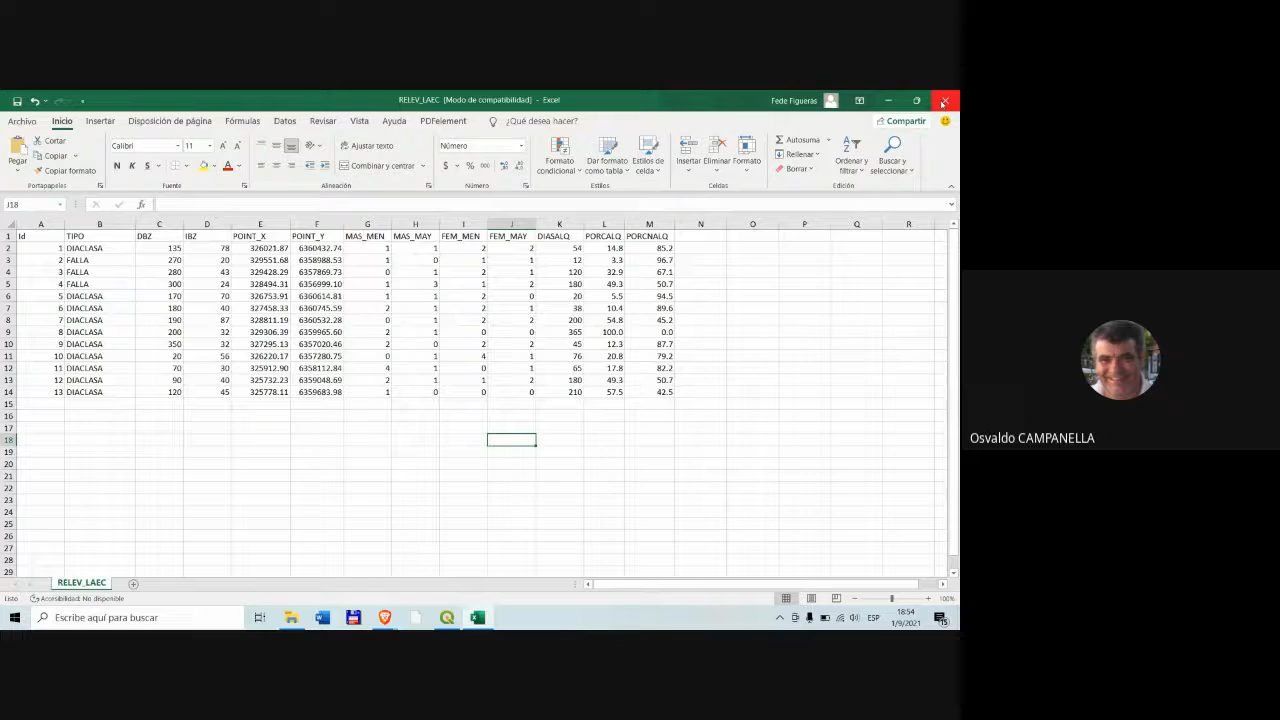 RELEV_LAEC [Modo de compatibilidad] - Excel
Fede Figueras
Archivo Inicio Insertar Disposición de página Fórmulas Datos Revisar Vista Ayuda PDFelement ¿Qué desea hacer? Compartir
Pegar
Cortar
Copiar
Copiar formato
Portapapeles
Calibri 11
N K S
Fuente
Ajustar texto
Combinar y centrar
Alineación
Número
$ % 000
Número
Formato condicional
Dar formato como tabla
Estilos de celda
Estilos
Insertar Eliminar Formato
Celdas
Autosuma
Rellenar
Borrar
Ordenar y filtrar
Buscar y seleccionar
Edición
J18 fx
A B C D E F G H I J K L M N O P Q R
1 Id TIPO DBZ IBZ POINT_X POINT_Y MAS_MEN MAS_MAY FEM_MEN FEM_MAY DIASALQ PORCALQ PORCNALQ
2 1 DIACLASA 135 78 326021.87 6360432.74 1 1 2 2 54 14.8 85.2
3 2 FALLA 270 20 329551.68 6358988.53 1 0 1 1 12 3.3 96.7
4 3 FALLA 280 43 329428.29 6357869.73 0 1 2 1 120 32.9 67.1
5 4 FALLA 300 24 328494.31 6356999.10 1 3 1 2 180 49.3 50.7
6 5 DIACLASA 170 70 326753.91 6360614.81 1 1 2 0 20 5.5 94.5
7 6 DIACLASA 180 40 327458.33 6360745.59 2 1 2 1 38 10.4 89.6
8 7 DIACLASA 190 87 328811.19 6360532.28 0 1 2 2 200 54.8 45.2
9 8 DIACLASA 200 32 329306.39 6359965.60 2 1 0 0 365 100.0 0.0
10 9 DIACLASA 350 32 327295.13 6357020.46 2 0 2 2 45 12.3 87.7
11 10 DIACLASA 20 56 326220.17 6357280.75 0 1 4 1 76 20.8 79.2
12 11 DIACLASA 70 30 325912.90 6358112.84 4 1 0 1 65 17.8 82.2
13 12 DIACLASA 90 40 325732.23 6359048.69 2 1 1 2 180 49.3 50.7
14 13 DIACLASA 120 45 325778.11 6359683.98 1 0 0 0 210 57.5 42.5
15
16
17
18
19
20
21
22
23
24
25
26
27
28
29
RELEV_LAEC
Listo Accesibilidad: No disponible 100%
Escribe aquí para buscar
ESP
18:54
1/9/2021
15
Osvaldo CAMPANELLA